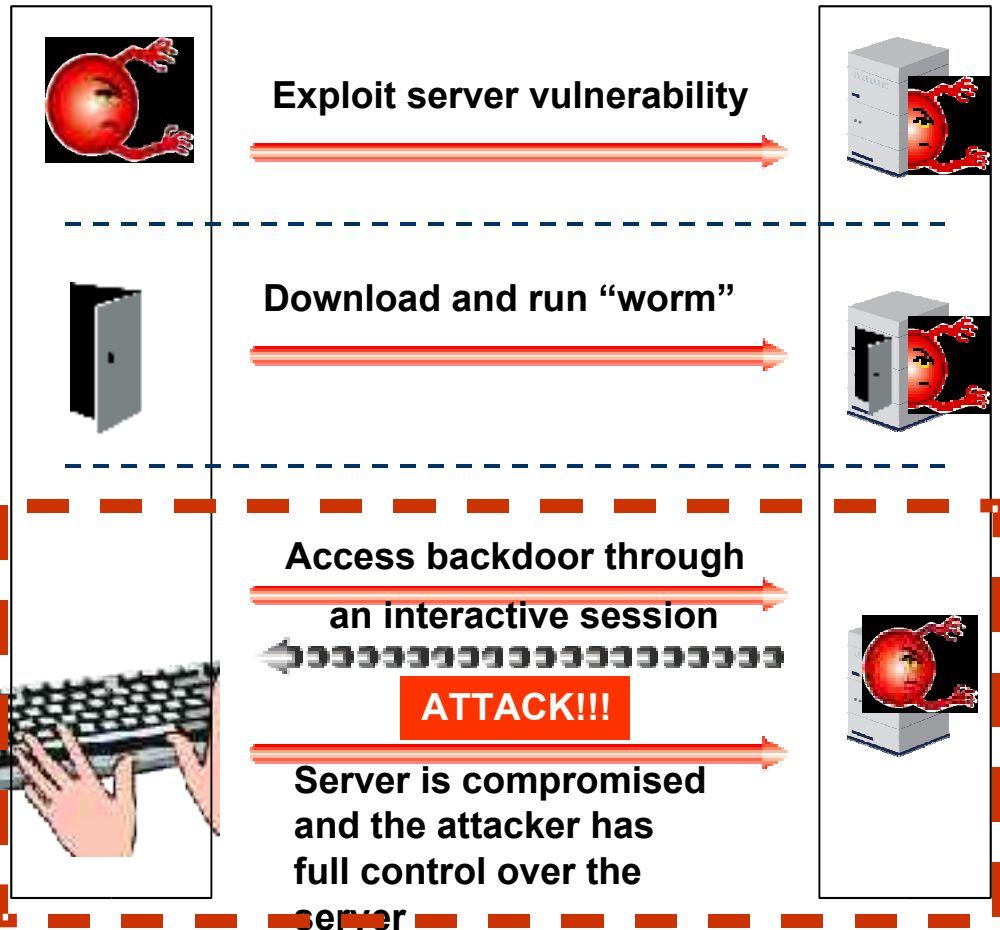 Exploit server vulnerability
Download and run “worm”
Access backdoor through
an interactive session
ATTACK!!!
Server is compromised
and the attacker has
full control over the
server